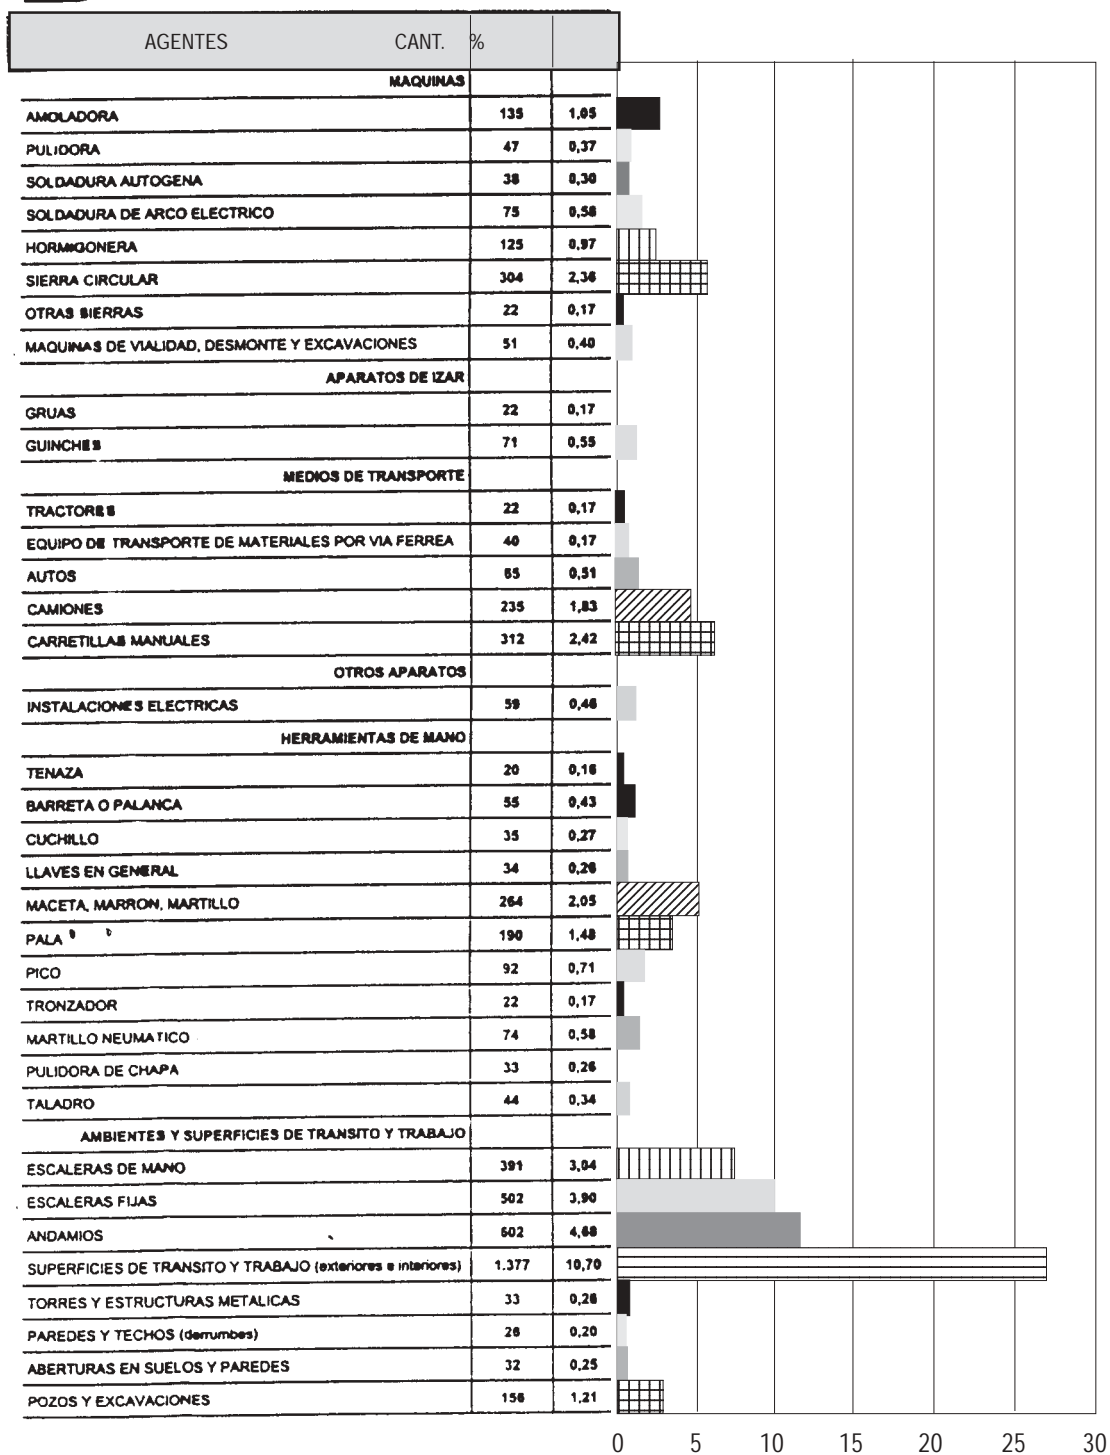 AGENTES CANT. %
MAQUINAS
AMOLADORA 135 1,05
PULIDORA 47 0,37
SOLDADURA AUTOGENA 38 0,30
SOLDADURA DE ARCO ELECTRICO 75 0,58
HORMIGONERA 125 0,97
SIERRA CIRCULAR 304 2,36
OTRAS SIERRAS 22 0,17
MAQUINAS DE VIALIDAD, DESMONTE Y EXCAVACIONES 51 0,40
APARATOS DE IZAR
GRUAS 22 0,17
GUINCHES 71 0,55
MEDIOS DE TRANSPORTE
TRACTORES 22 0,17
EQUIPO DE TRANSPORTE DE MATERIALES POR VIA FERREA 40 0,17
AUTOS 65 0,51
CAMIONES 235 1,83
CARRETILLAS MANUALES 312 2,42
OTROS APARATOS
INSTALACIONES ELECTRICAS 59 0,46
HERRAMIENTAS DE MANO
TENAZA 20 0,16
BARRETA O PALANCA 55 0,43
CUCHILLO 35 0,27
LLAVES EN GENERAL 34 0,26
MACETA, MARRON, MARTILLO 264 2,05
PALA 190 1,48
PICO 92 0,71
TRONZADOR 22 0,17
MARTILLO NEUMATICO 74 0,58
PULIDORA DE CHAPA 33 0,26
TALADRO 44 0,34
AMBIENTES Y SUPERFICIES DE TRANSITO Y TRABAJO
ESCALERAS DE MANO 391 3,04
ESCALERAS FIJAS 502 3,90
ANDAMIOS 602 4,68
SUPERFICIES DE TRANSITO Y TRABAJO (exteriores e interiores) 1.377 10,70
TORRES Y ESTRUCTURAS METALICAS 33 0,26
PAREDES Y TECHOS (derrumbes) 26 0,20
ABERTURAS EN SUELOS Y PAREDES 32 0,25
POZOS Y EXCAVACIONES 156 1,21
0 5 10 15 20 25 30